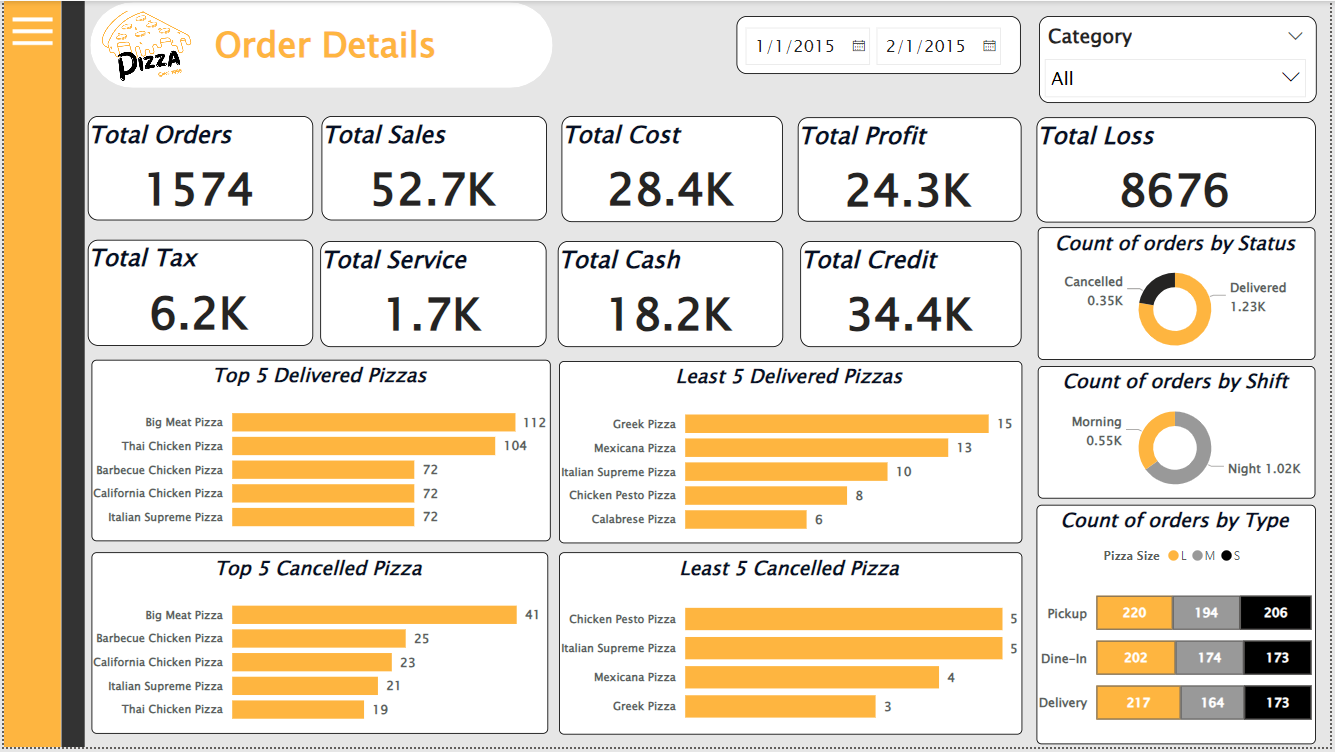 PIZZA
Order Details
1/1/2015
2/1/2015
Category
All
Total Orders
1574
Total Sales
52.7K
Total Cost
28.4K
Total Profit
24.3K
Total Loss
8676
Total Tax
6.2K
Total Service
1.7K
Total Cash
18.2K
Total Credit
34.4K
Count of orders by Status
Cancelled
0.35K
Delivered
1.23K
Top 5 Delivered Pizzas
Big Meat Pizza 112
Thai Chicken Pizza 104
Barbecue Chicken Pizza 72
California Chicken Pizza 72
Italian Supreme Pizza 72
Least 5 Delivered Pizzas
Greek Pizza 15
Mexicana Pizza 13
Italian Supreme Pizza 10
Chicken Pesto Pizza 8
Calabrese Pizza 6
Count of orders by Shift
Morning
0.55K
Night 1.02K
Top 5 Cancelled Pizza
Big Meat Pizza 41
Barbecue Chicken Pizza 25
California Chicken Pizza 23
Italian Supreme Pizza 21
Thai Chicken Pizza 19
Least 5 Cancelled Pizza
Chicken Pesto Pizza 5
Italian Supreme Pizza 5
Mexicana Pizza 4
Greek Pizza 3
Count of orders by Type
Pizza Size L M S
Pickup 220 194 206
Dine-In 202 174 173
Delivery 217 164 173